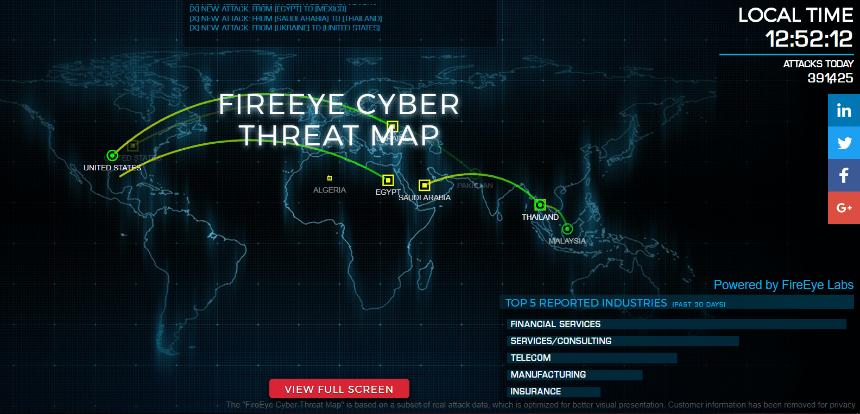 [X] NEW ATTACK: FROM [EGYPT] TO [MEXICO]
[X] NEW ATTACK: FROM [SAUDI ARABIA] TO [THAILAND]
[X] NEW ATTACK: FROM [UKRAINE] TO [UNITED STATES]
LOCAL TIME
12:52:12
ATTACKS TODAY
391,425
FIREEYE CYBER
THREAT MAP
UNITED STATES
UNITED STATES
ALGERIA
EGYPT
SAUDI ARABIA
PAKISTAN
THAILAND
MALAYSIA
in
f
G+
Powered by FireEye Labs
TOP 5 REPORTED INDUSTRIES [PAST 30 DAYS]
FINANCIAL SERVICES
SERVICES/CONSULTING
TELECOM
MANUFACTURING
INSURANCE
VIEW FULL SCREEN
The "FireEye Cyber Threat Map" is based on a subset of real attack data, which is optimized for better visual presentation. Customer information has been removed for privacy